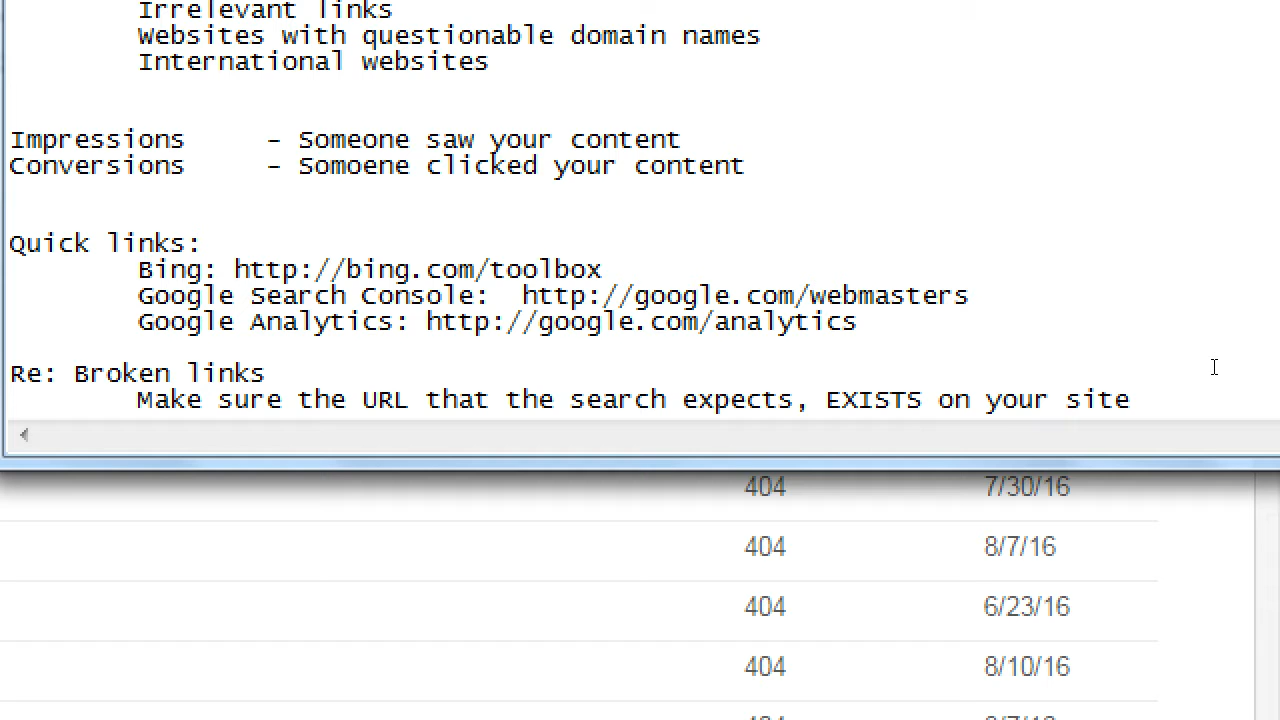 Irrelevant links
Websites with questionable domain names
International websites
Impressions - Someone saw your content
Conversions - Somoene clicked your content
Quick links:
Bing: http://bing.com/toolbox
Google Search Console: http://google.com/webmasters
Google Analytics: http://google.com/analytics
Re: Broken links
Make sure the URL that the search expects, EXISTS on your site
404 7/30/16
404 8/7/16
404 6/23/16
404 8/10/16